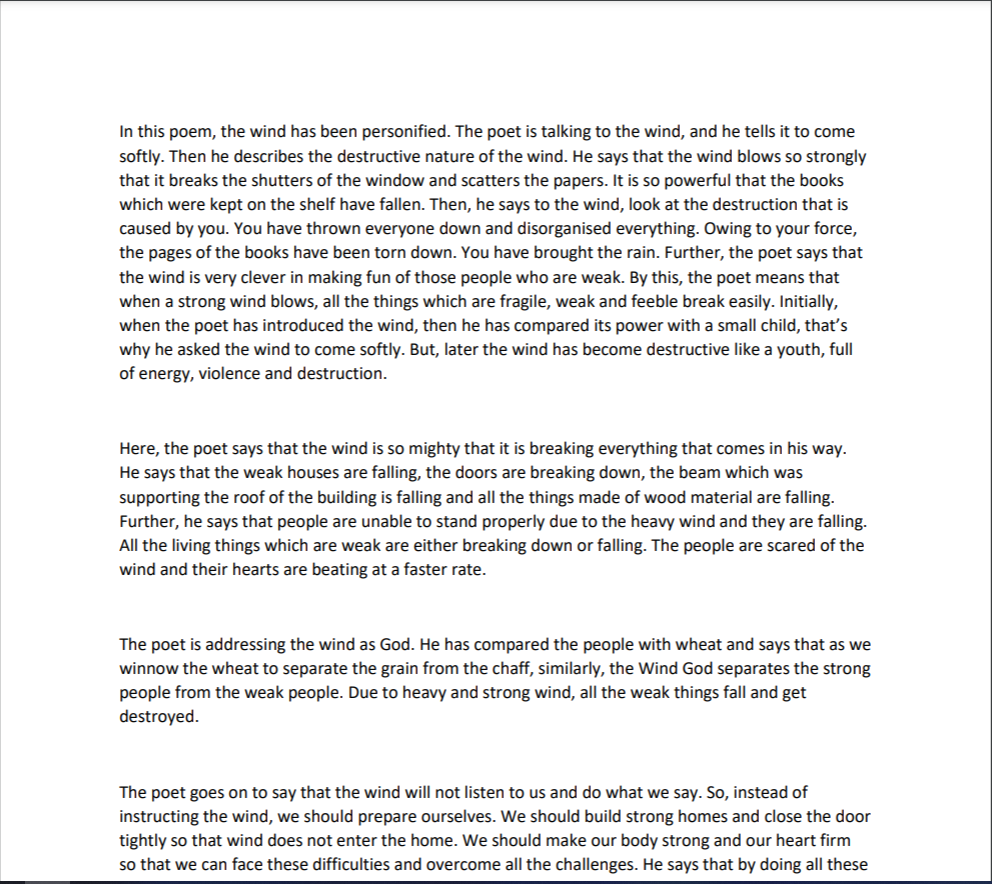 In this poem, the wind has been personified. The poet is talking to the wind, and he tells it to come
softly. Then he describes the destructive nature of the wind. He says that the wind blows so strongly
that it breaks the shutters of the window and scatters the papers. It is so powerful that the books
which were kept on the shelf have fallen. Then, he says to the wind, look at the destruction that is
caused by you. You have thrown everyone down and disorganised everything. Owing to your force,
the pages of the books have been torn down. You have brought the rain. Further, the poet says that
the wind is very clever in making fun of those people who are weak. By this, the poet means that
when a strong wind blows, all the things which are fragile, weak and feeble break easily. Initially,
when the poet has introduced the wind, then he has compared its power with a small child, that’s
why he asked the wind to come softly. But, later the wind has become destructive like a youth, full
of energy, violence and destruction.
Here, the poet says that the wind is so mighty that it is breaking everything that comes in his way.
He says that the weak houses are falling, the doors are breaking down, the beam which was
supporting the roof of the building is falling and all the things made of wood material are falling.
Further, he says that people are unable to stand properly due to the heavy wind and they are falling.
All the living things which are weak are either breaking down or falling. The people are scared of the
wind and their hearts are beating at a faster rate.
The poet is addressing the wind as God. He has compared the people with wheat and says that as we
winnow the wheat to separate the grain from the chaff, similarly, the Wind God separates the strong
people from the weak people. Due to heavy and strong wind, all the weak things fall and get
destroyed.
The poet goes on to say that the wind will not listen to us and do what we say. So, instead of
instructing the wind, we should prepare ourselves. We should build strong homes and close the door
tightly so that wind does not enter the home. We should make our body strong and our heart firm
so that we can face these difficulties and overcome all the challenges. He says that by doing all these